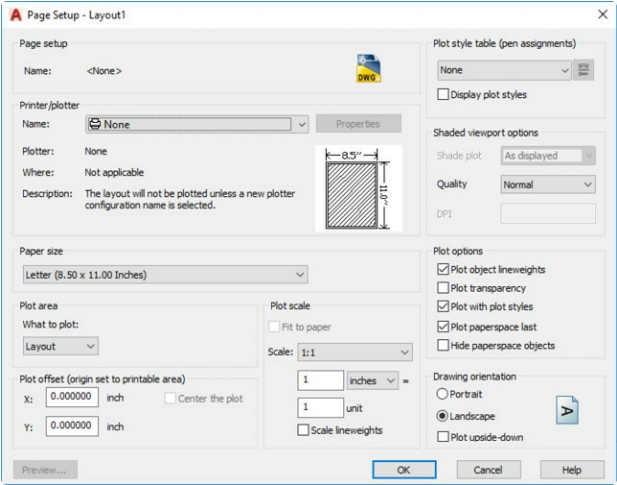 Page Setup - Layout1
Page setup
Name: <None>
DWG
Printer/plotter
Name: None
Properties
Plotter: None
Where: Not applicable
Description: The layout will not be plotted unless a new plotter
configuration name is selected.
8.5''
11.0''
Paper size
Letter (8.50 x 11.00 Inches)
Plot area
What to plot:
Layout
Plot offset (origin set to printable area)
X: 0.000000 inch
Center the plot
Y: 0.000000 inch
Plot scale
Fit to paper
Scale: 1:1
1 inches =
1 unit
Scale lineweights
Plot style table (pen assignments)
None
Display plot styles
Shaded viewport options
Shade plot As displayed
Quality Normal
DPI
Plot options
Plot object lineweights
Plot transparency
Plot with plot styles
Plot paperspace last
Hide paperspace objects
Drawing orientation
Portrait
Landscape
A
Plot upside-down
Preview...
OK
Cancel
Help